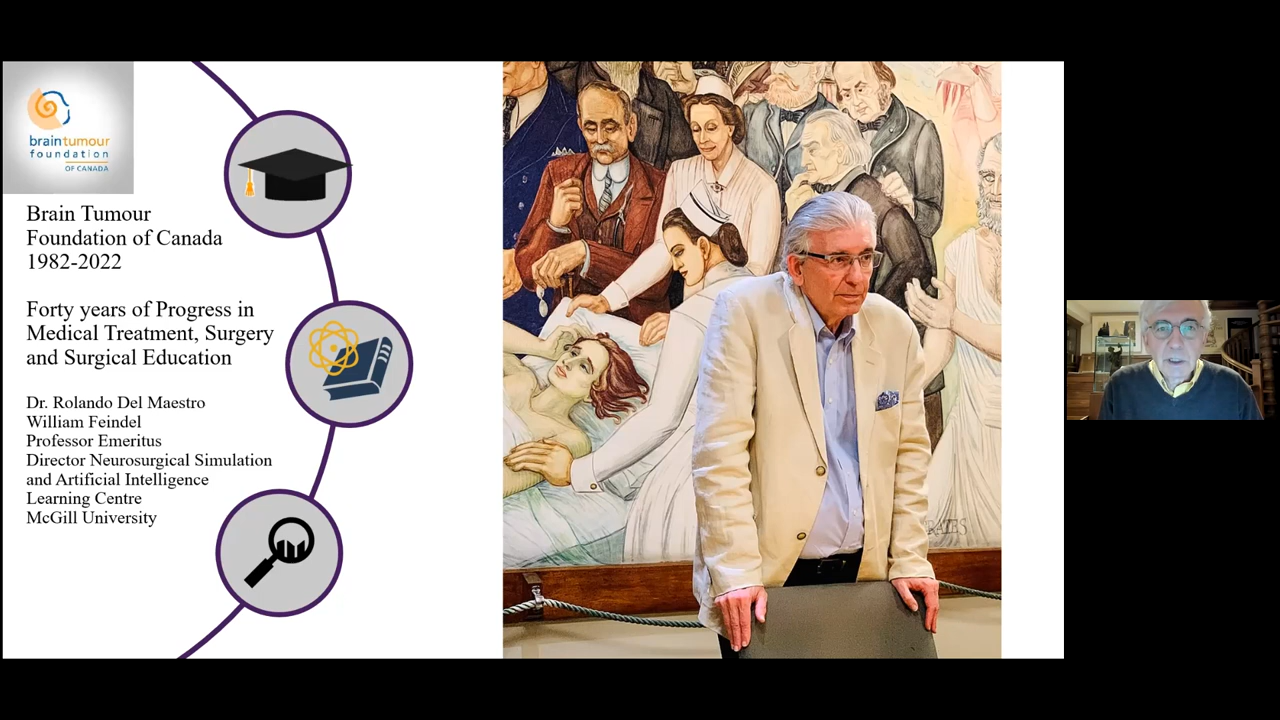 braintumour
foundation
OF CANADA
Brain Tumour
Foundation of Canada
1982-2022
Forty years of Progress in
Medical Treatment, Surgery
and Surgical Education
Dr. Rolando Del Maestro
William Feindel
Professor Emeritus
Director Neurosurgical Simulation
and Artificial Intelligence
Learning Centre
McGill University
RATES